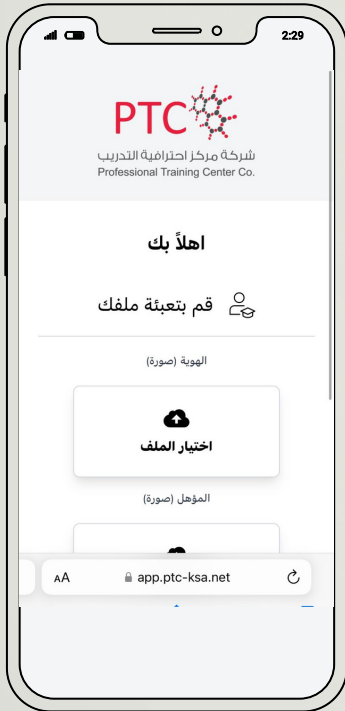 2:29
PTC
شركة مركز احترافية التدريب
Professional Training Center Co.
اهلاً بك
قم بتعبئة ملفك
الهوية (صورة)
اختيار الملف
المؤهل (صورة)
AA app.ptc-ksa.net